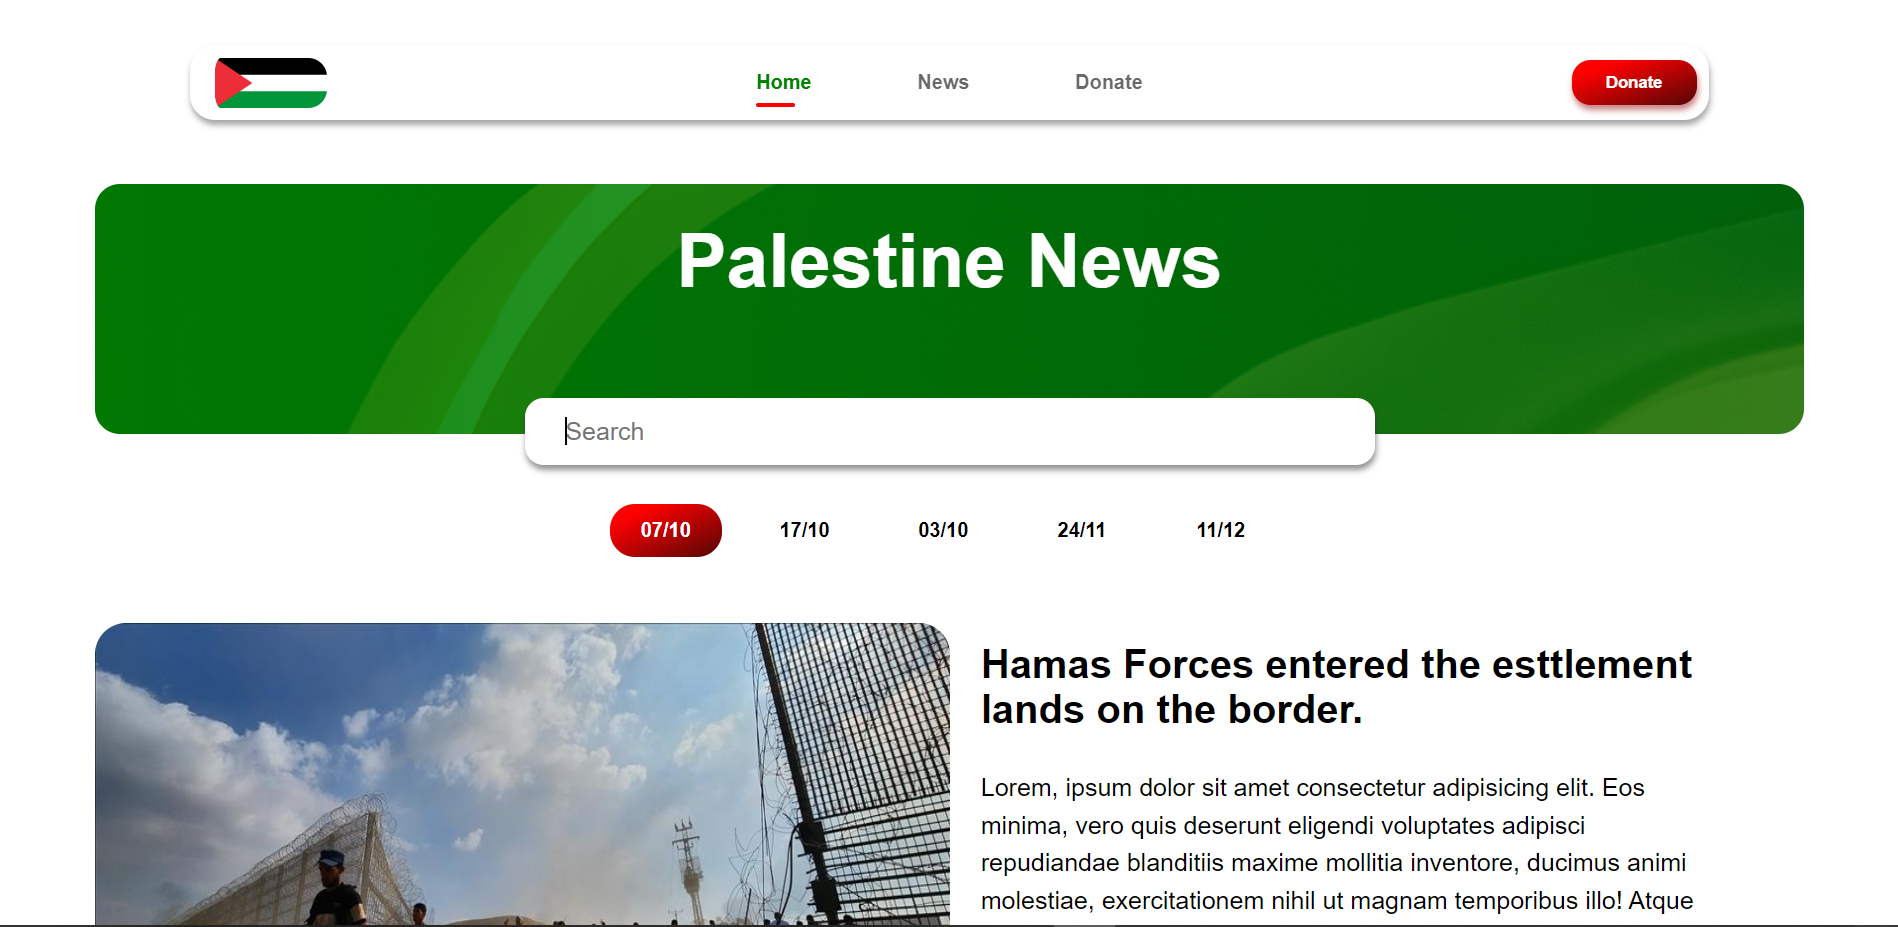 Home News Donate Donate
Palestine News
Search
07/10 17/10 03/10 24/11 11/12
Hamas Forces entered the esttlement
lands on the border.
Lorem, ipsum dolor sit amet consectetur adipisicing elit. Eos
minima, vero quis deserunt eligendi voluptates adipisci
repudiandae blanditiis maxime mollitia inventore, ducimus animi
molestiae, exercitationem nihil ut magnam temporibus illo! Atque